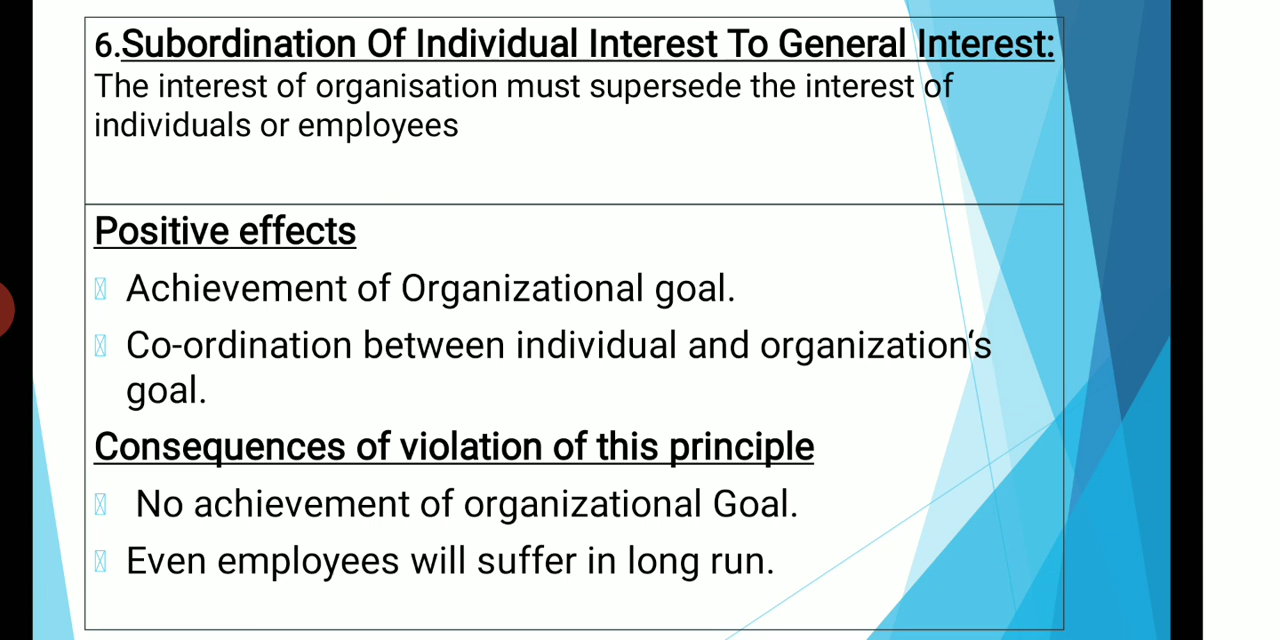 6.Subordination Of Individual Interest To General Interest:
The interest of organisation must supersede the interest of
individuals or employees
Positive effects
Achievement of Organizational goal.
Co-ordination between individual and organization‘s
goal.
Consequences of violation of this principle
No achievement of organizational Goal.
Even employees will suffer in long run.